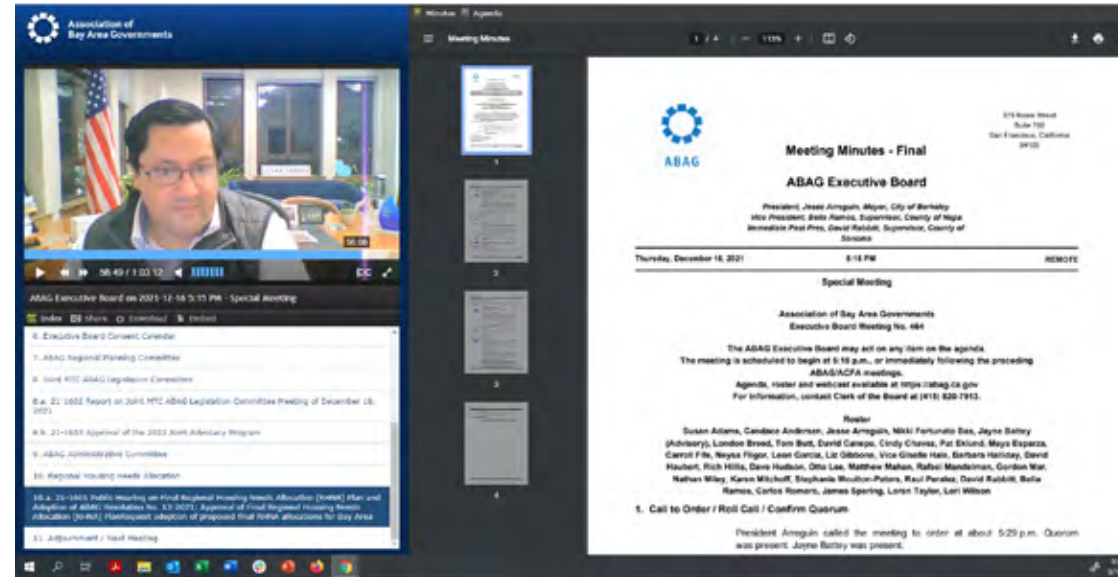 Association of
Bay Area Governments
56:06
56:49 / 1:03:12
CC
ABAG Executive Board on 2021-12-16 5:15 PM - Special Meeting
Index Share Download Embed
6. Executive Board Consent Calendar
7. ABAG Regional Planning Committee
8. Joint MTC ABAG Legislation Committee
8.a. 21-1602 Report on Joint MTC ABAG Legislation Committee Meeting of December 10,
2021
8.b. 21-1603 Approval of the 2022 Joint Advocacy Program
9. ABAG Administrative Committee
10. Regional Housing Needs Allocation
10.a. 21-1601 Public Hearing on Final Regional Housing Needs Allocation (RHNA) Plan and
Adoption of ABAG Resolution No. 13-2021: Approval of Final Regional Housing Needs
Allocation (RHNA) Plan
adoption of proposed final RHNA allocations for Bay Area
11. Adjournment / Next Meeting
Minutes Agenda
Meeting Minutes
1 / 4
1
2
3
4
ABAG
Suite 700
San Francisco, California
94105
Meeting Minutes - Final
ABAG Executive Board
President, Jesse Arreguin, Mayor, City of Berkeley
Vice President, Belia Ramos, Supervisor, County of Napa
Immediate Past Pres, David Rabbitt, Supervisor, County of
Sonoma
Thursday, December 16, 2021 5:15 PM REMOTE
Special Meeting
Association of Bay Area Governments
Executive Board Meeting No. 464
The ABAG Executive Board may act on any item on the agenda.
The meeting is scheduled to begin at 5:15 p.m., or immediately following the preceding
ABAG/ACFA meetings.
Agenda, roster and webcast available at https://abag.ca.gov
For information, contact Clerk of the Board at (415) 820-7913.
Roster
Susan Adams, Candace Andersen, Jesse Arreguin, Nikki Fortunato Bas, Jayne Battey
(Advisory), London Breed, Tom Butt, David Canepa, Cindy Chavez, Pat Eklund, Maya Esparza,
Carroll Fife, Neysa Fligor, Leon Garcia, Liz Gibbons, Vice Giselle Hale, Barbara Halliday, David
Haubert, Rich Hillis, Dave Hudson, Otto Lee, Matthew Mahan, Rafael Mandelman, Gordon Mar,
Nathan Miley, Karen Mitchoff, Stephanie Moulton-Peters, Raul Peralez, David Rabbitt, Belia
Ramos, Carlos Romero, James Spering, Loren Taylor, Lori Wilson
1. Call to Order / Roll Call / Confirm Quorum
President Arreguin called the meeting to order at about 5:29 p.m. Quorum
was present. Jayne Battey was present.